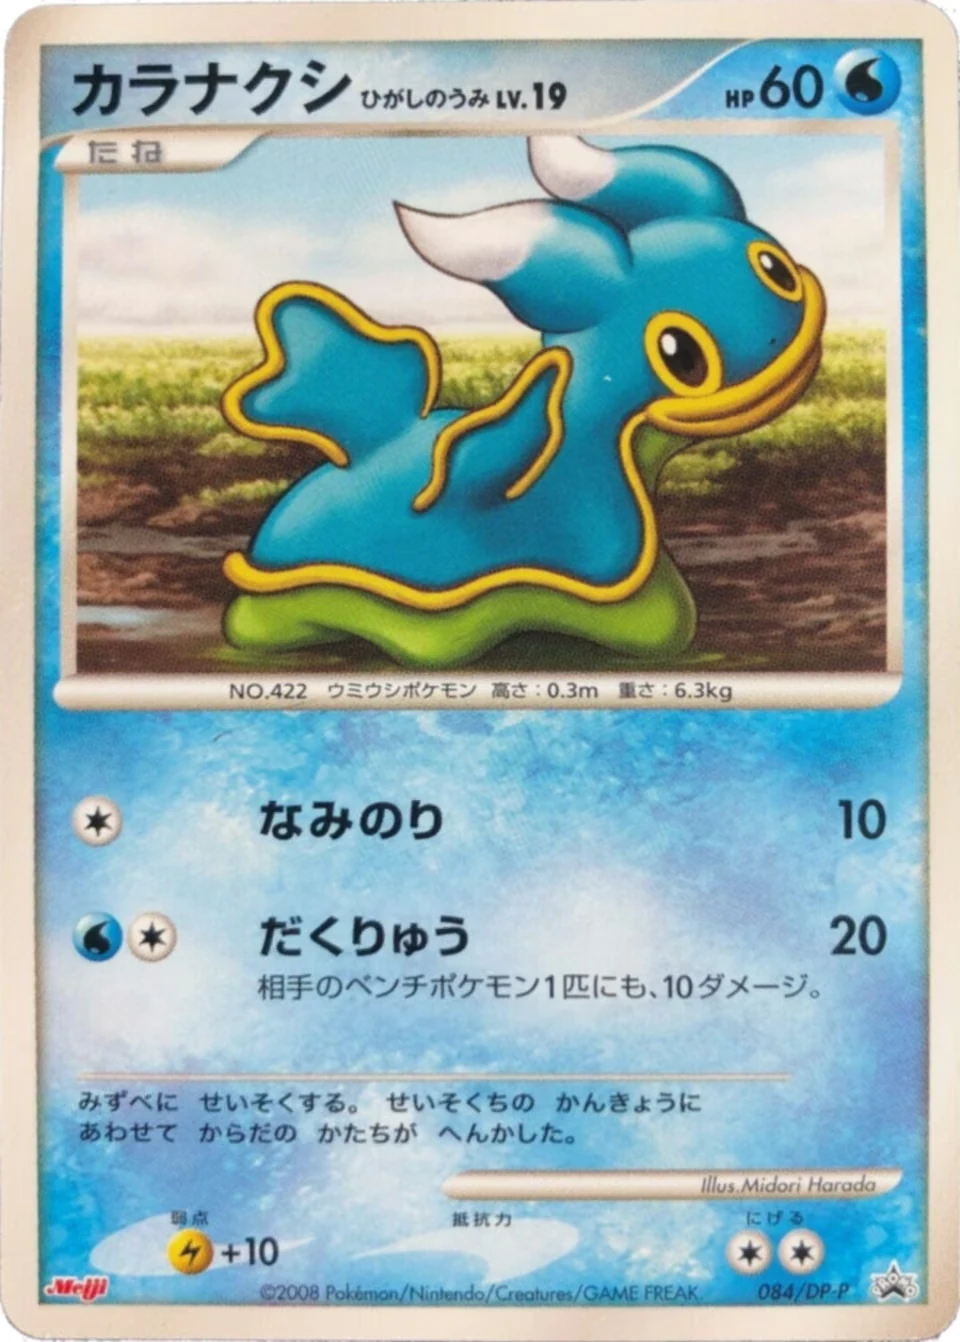 カラナクシ ひがしのうみ LV.19 HP 60
たね
NO.422 ウミウシポケモン 高さ:0.3m 重さ:6.3kg
なみのり 10
だくりゅう 20
相手のベンチポケモン1匹にも、10ダメージ。
みずべに せいそくする。 せいそくちの かんきょうに
あわせて からだの かたちが へんかした。
Illus.Midori Harada
弱点 抵抗力 にげる
+10
Meiji ©2008 Pokémon/Nintendo/Creatures/GAME FREAK. 084/DP-P